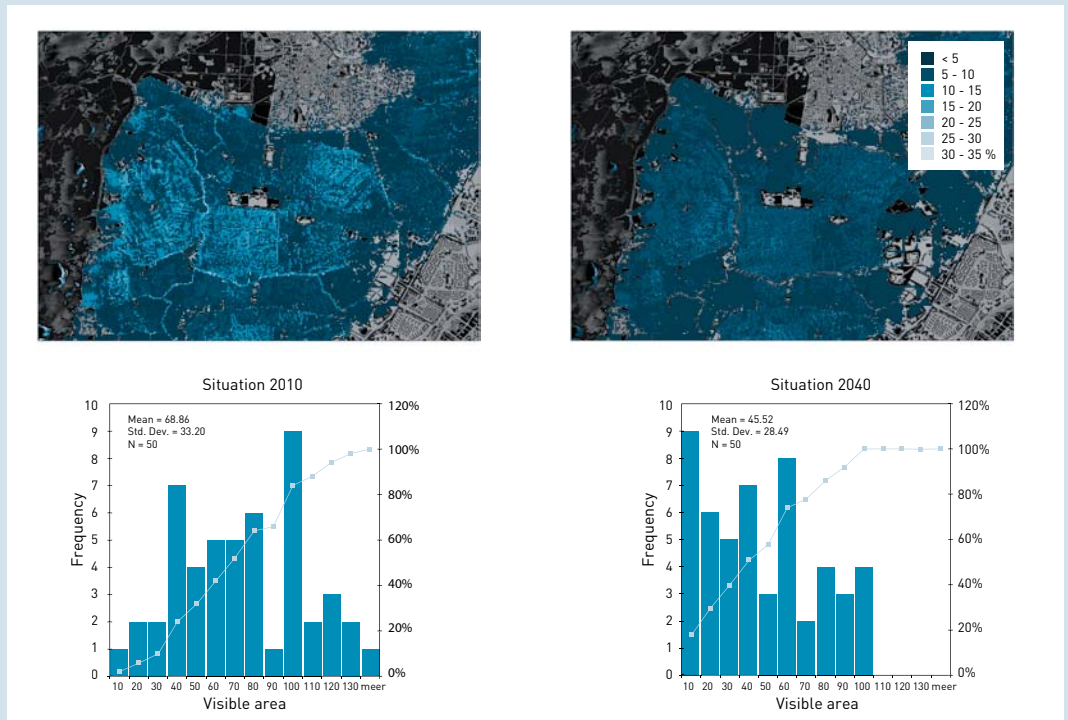 < 5
5 - 10
10 - 15
15 - 20
20 - 25
25 - 30
30 - 35 %
Situation 2010
Mean = 68.86
Std. Dev. = 33.20
N = 50
Frequency
10
9
8
7
6
5
4
3
2
1
0
120%
100%
80%
60%
40%
20%
0%
10 20 30 40 50 60 70 80 90 100 110 120 130 meer
Visible area
Situation 2040
Mean = 45.52
Std. Dev. = 28.49
N = 50
Frequency
10
9
8
7
6
5
4
3
2
1
0
120%
100%
80%
60%
40%
20%
0%
10 20 30 40 50 60 70 80 90 100 110 120 130 meer
Visible area